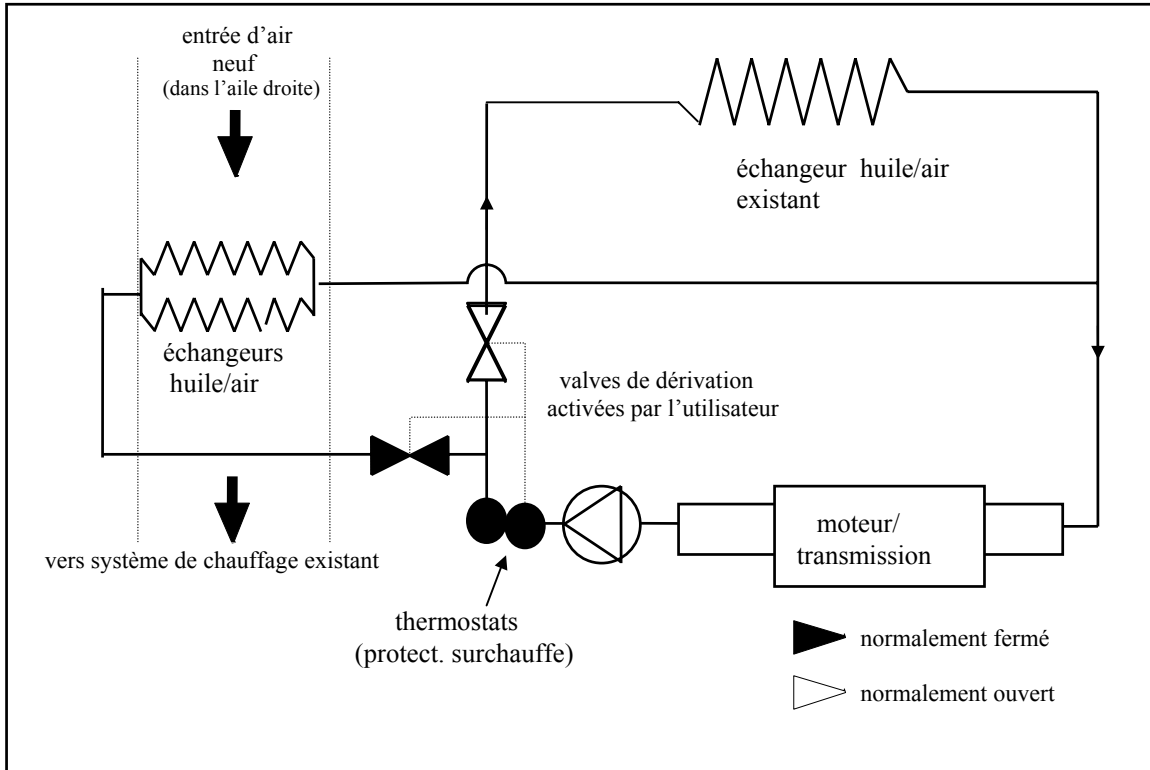 entrée d'air
neuf
(dans l'aile droite)
échangeur huile/air
existant
échangeurs
huile/air
valves de dérivation
activées par l'utilisateur
moteur/
transmission
vers système de chauffage existant
thermostats
(protect. surchauffe)
normalement fermé
normalement ouvert